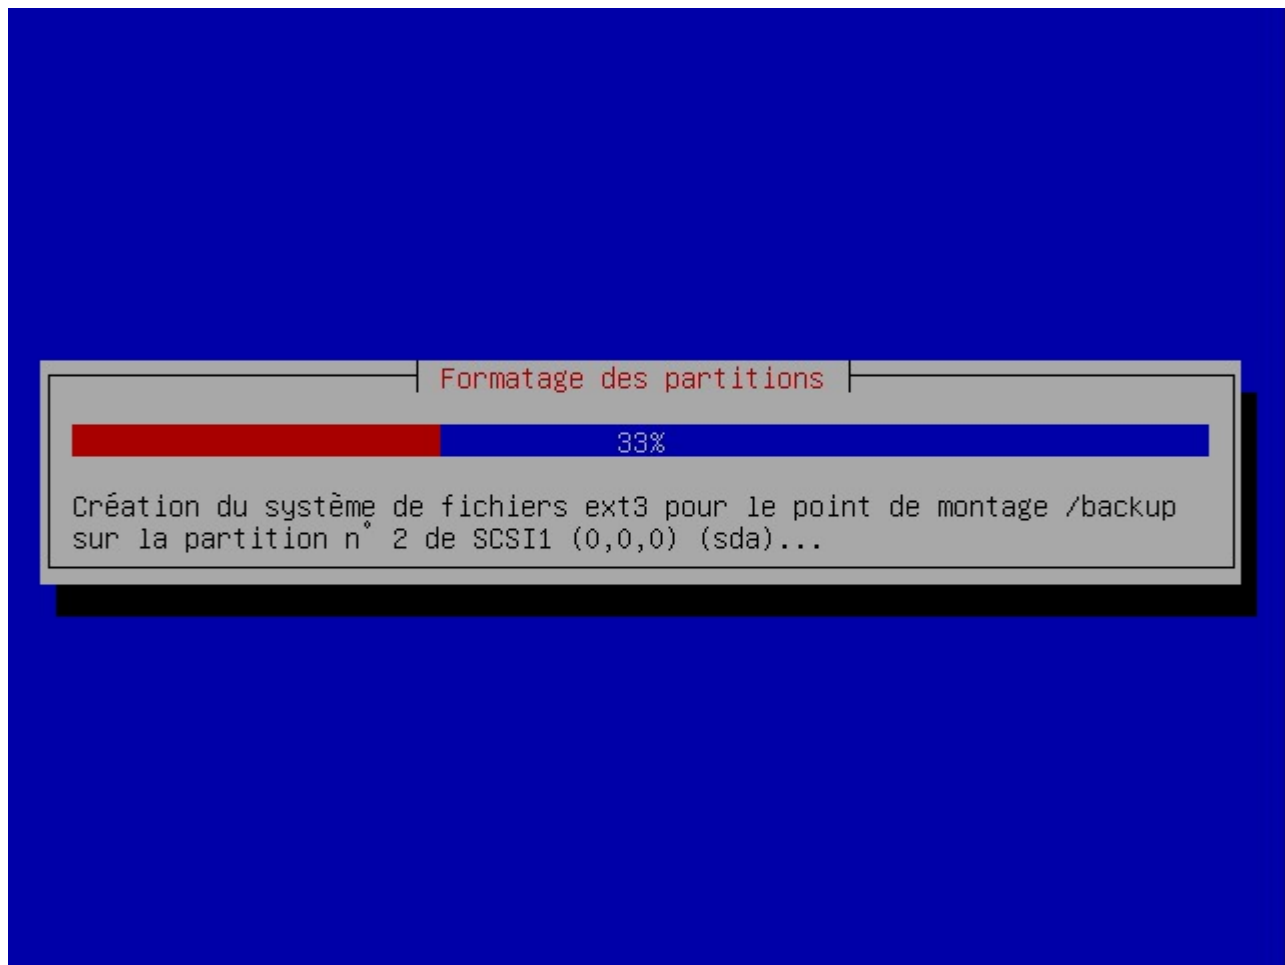 Formatage des partitions
33%
Création du système de fichiers ext3 pour le point de montage /backup
sur la partition n° 2 de SCSI1 (0,0,0) (sda)...